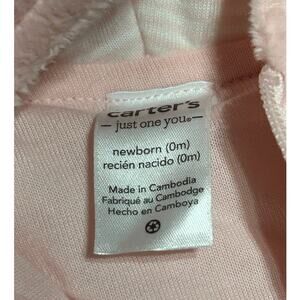 carter's
just one you®
newborn (0m)
recién nacido (0m)
Made in Cambodia
Fabriqué au Cambodge
Hecho en Camboya